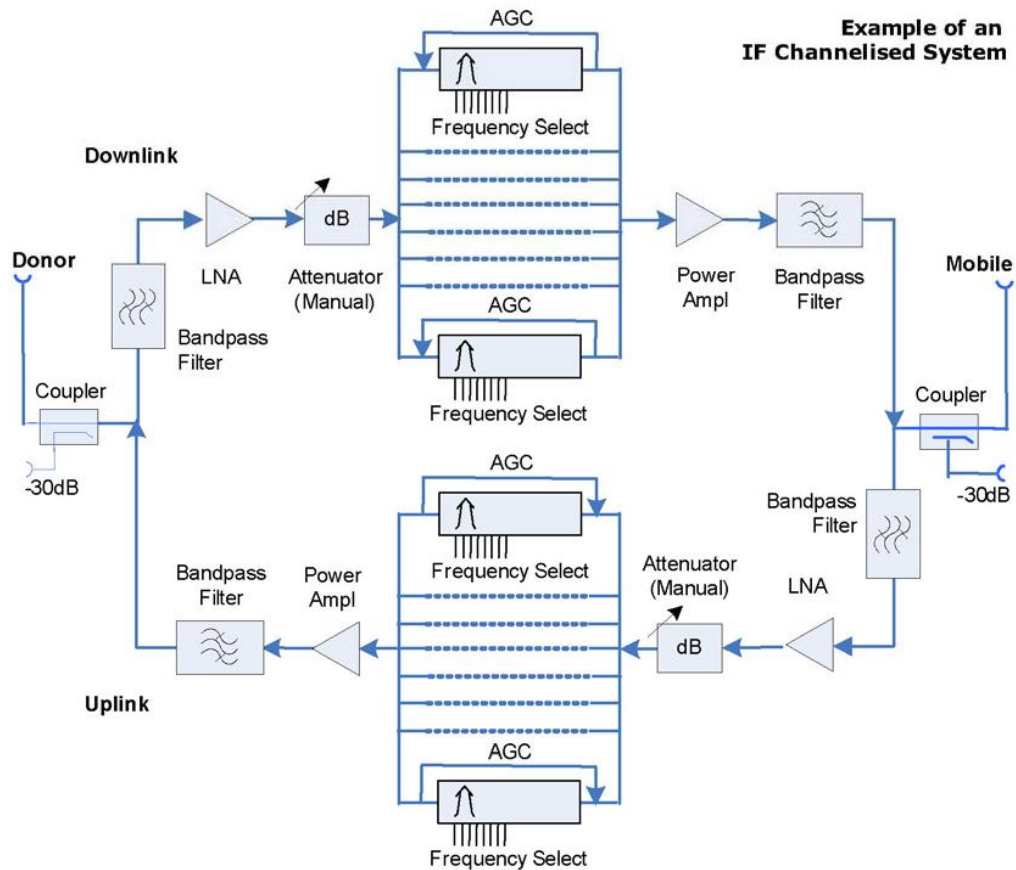 Example of an
IF Channelised System
AGC
Frequency Select
Downlink
dB
Donor
LNA
Attenuator
(Manual)
Power
Ampl
Bandpass
Filter
Mobile
AGC
Bandpass
Filter
Coupler
Frequency Select
Coupler
-30dB
AGC
-30dB
Bandpass
Filter
Frequency Select
Bandpass
Filter
Power
Ampl
Attenuator
(Manual)
LNA
dB
Uplink
AGC
Frequency Select